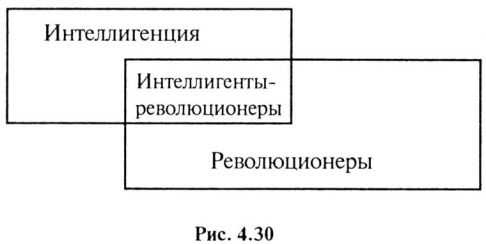 Интеллигенция
Интеллигенты-
революционеры
Революционеры
Рис. 4.30